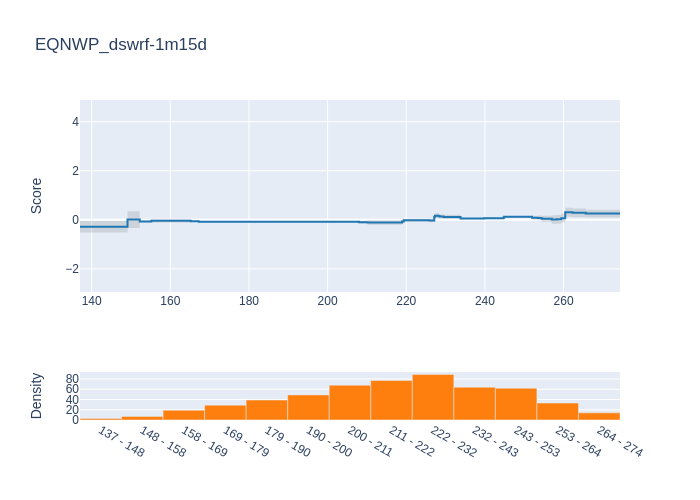 EQNWP_dswrf-1m15d
Score
4
2
0
−2
140 160 180 200 220 240 260
Density
80
60
40
20
0
137 - 148 148 - 158 158 - 169 169 - 179 179 - 190 190 - 200 200 - 211 211 - 222 222 - 232 232 - 243 243 - 253 253 - 264 264 - 274